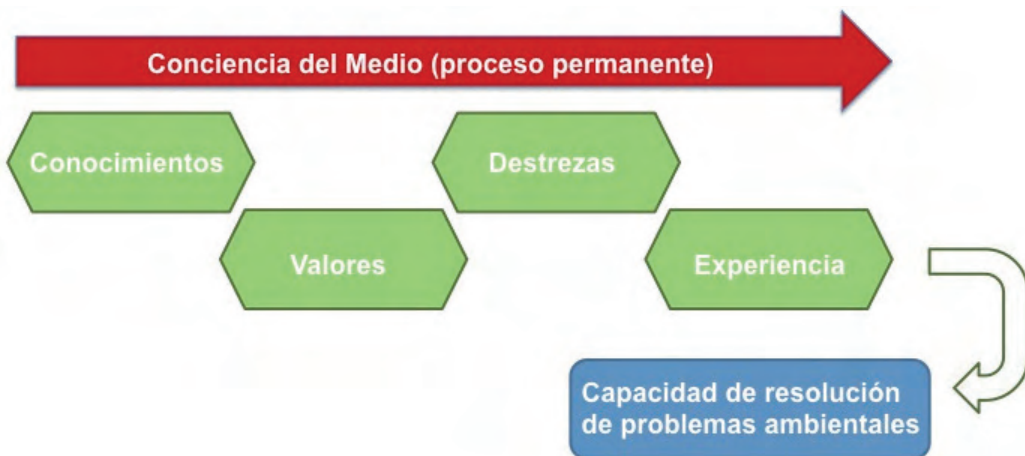 Conciencia del Medio (proceso permanente)
Conocimientos
Valores
Destrezas
Experiencia
Capacidad de resolución
de problemas ambientales